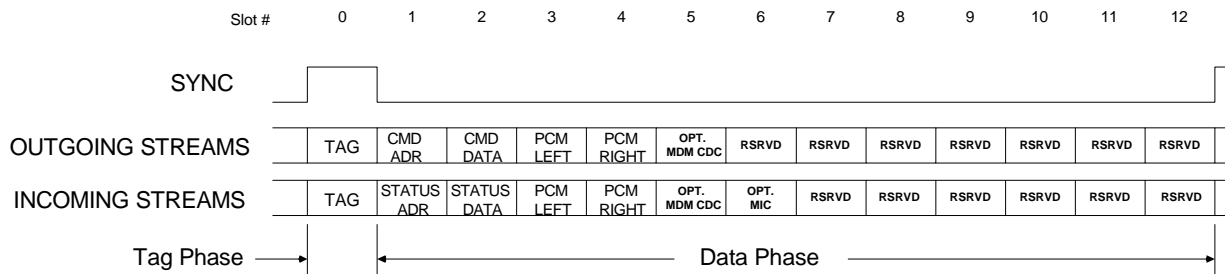 Slot # 0 1 2 3 4 5 6 7 8 9 10 11 12
SYNC
OUTGOING STREAMS TAG CMD ADR CMD DATA PCM LEFT PCM RIGHT OPT. MDM CDC RSRVD RSRVD RSRVD RSRVD RSRVD RSRVD RSRVD
INCOMING STREAMS TAG STATUS ADR STATUS DATA PCM LEFT PCM RIGHT OPT. MDM CDC OPT. MIC RSRVD RSRVD RSRVD RSRVD RSRVD RSRVD
Tag Phase Data Phase